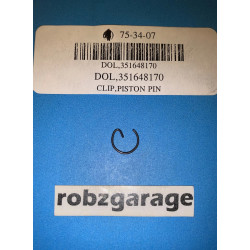 75-34-07
DOL,351648170
DOL,351648170
CLIP,PISTON PIN
robzgarage